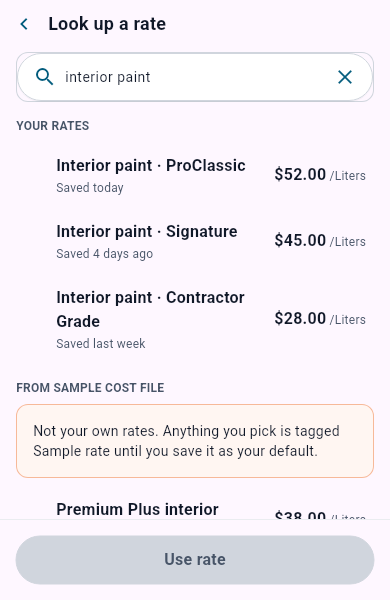 Look up a rate
interior paint
YOUR RATES
Interior paint · ProClassic
Saved today
$52.00 /Liters
Interior paint · Signature
Saved 4 days ago
$45.00 /Liters
Interior paint · Contractor
Grade
Saved last week
$28.00 /Liters
FROM SAMPLE COST FILE
Not your own rates. Anything you pick is tagged
Sample rate until you save it as your default.
Premium Plus interior
$38.00 /Liters
Use rate